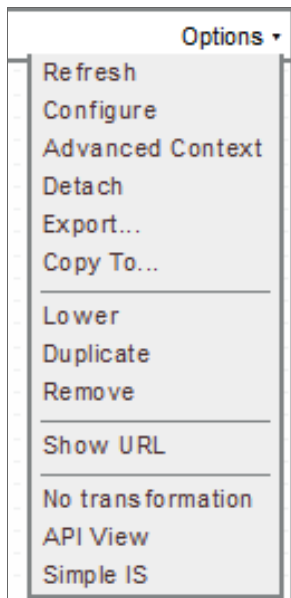 Options ▾
Refresh
Configure
Advanced Context
Detach
Export...
Copy To...
Lower
Duplicate
Remove
Show URL
No transformation
API View
Simple IS